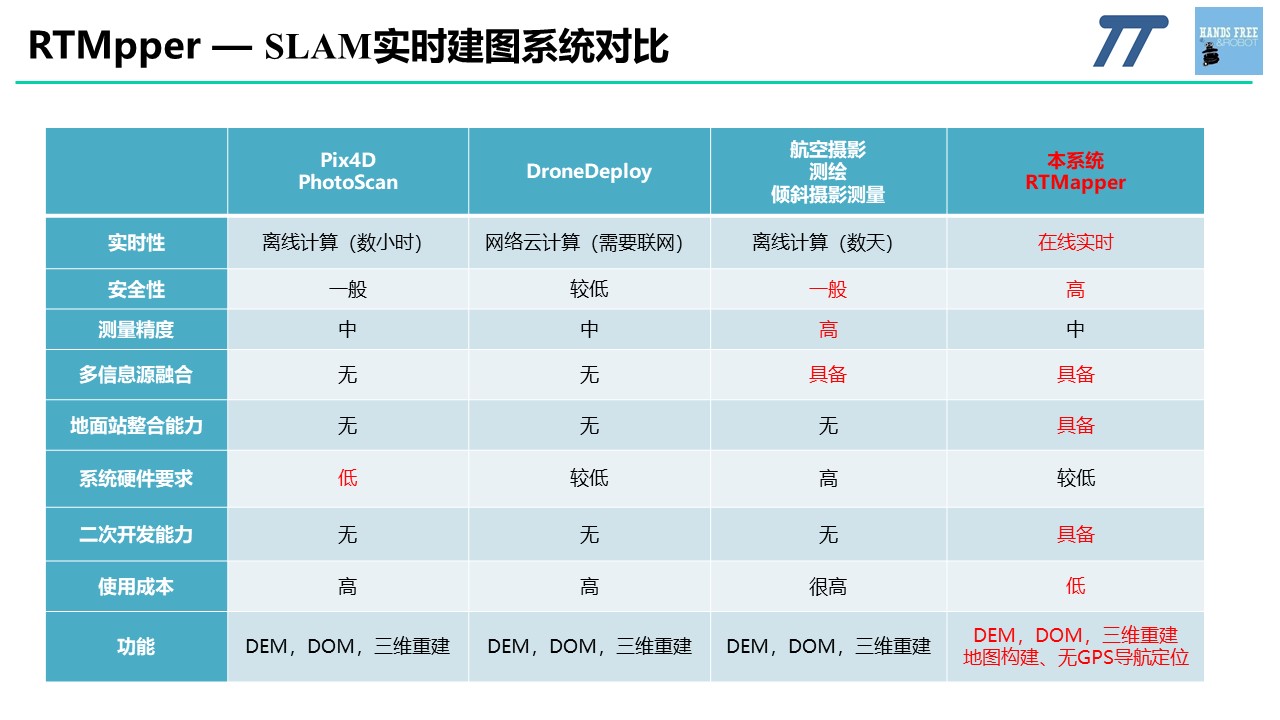 RTMpper — SLAM实时建图系统对比
HANDS FREE
&ROBOT
Pix4D
PhotoScan
DroneDeploy
航空摄影
测绘
倾斜摄影测量
本系统
RTMapper
实时性
离线计算（数小时）
网络云计算（需要联网）
离线计算（数天）
在线实时
安全性
一般
较低
一般
高
测量精度
中
中
高
中
多信息源融合
无
无
具备
具备
地面站整合能力
无
无
无
具备
系统硬件要求
低
较低
高
较低
二次开发能力
无
无
无
具备
使用成本
高
高
很高
低
功能
DEM，DOM，三维重建
DEM，DOM，三维重建
DEM，DOM，三维重建
DEM，DOM，三维重建
地图构建、无GPS导航定位